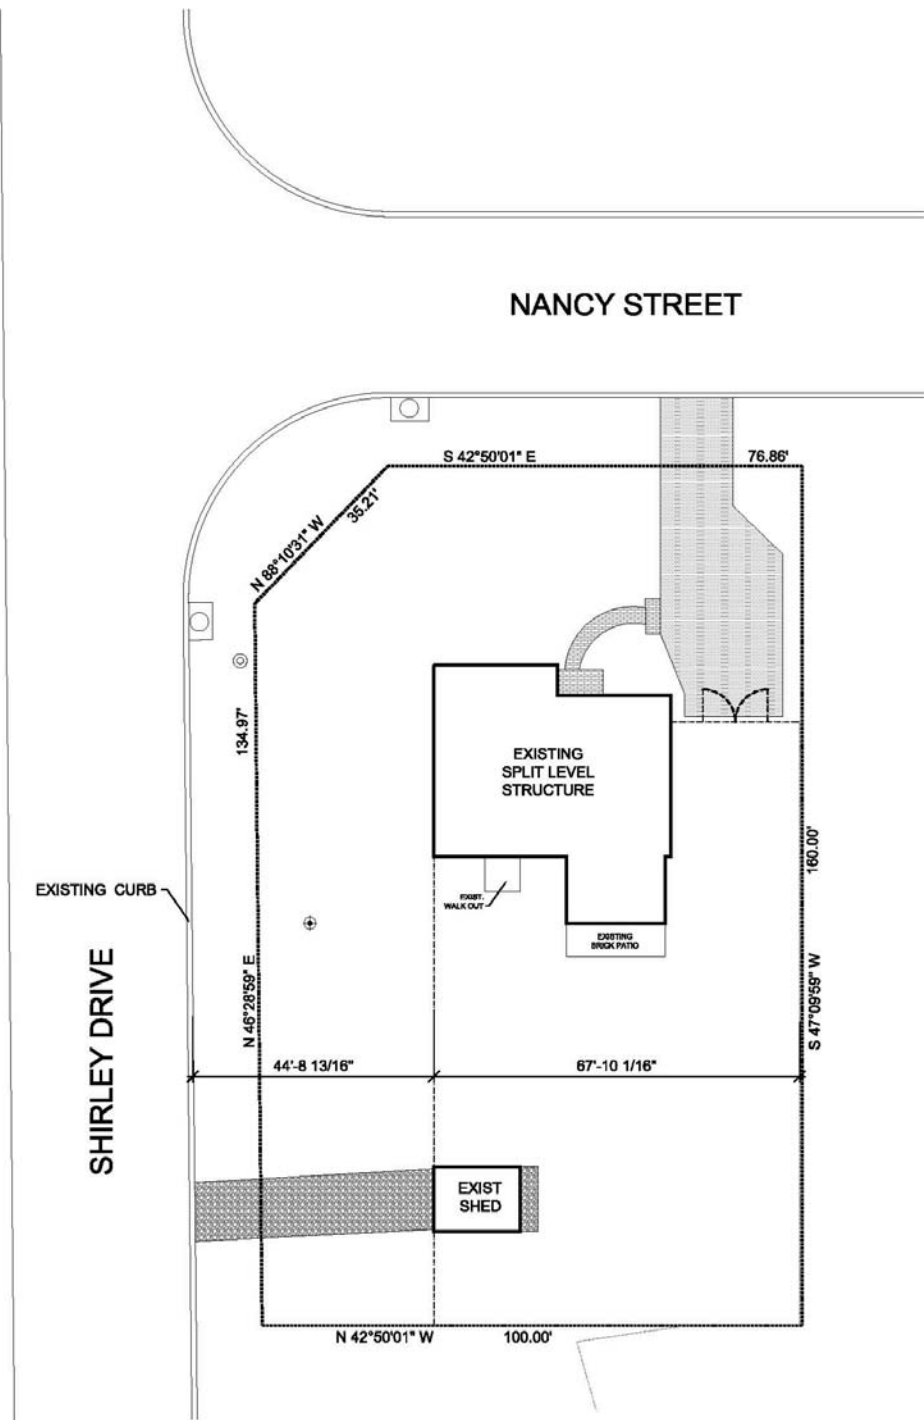 NANCY STREET
S 42°50'01" E
76.86'
35.21'
N 88°10'31" W
134.97'
EXISTING
SPLIT LEVEL
STRUCTURE
160.00'
EXISTING CURB
EXIST.
WALK OUT
EXISTING
BRICK PATIO
SHIRLEY DRIVE
N 46°28'59" E
S 47°09'59" W
44'-8 13/16"
67'-10 1/16"
EXIST
SHED
N 42°50'01" W
100.00'